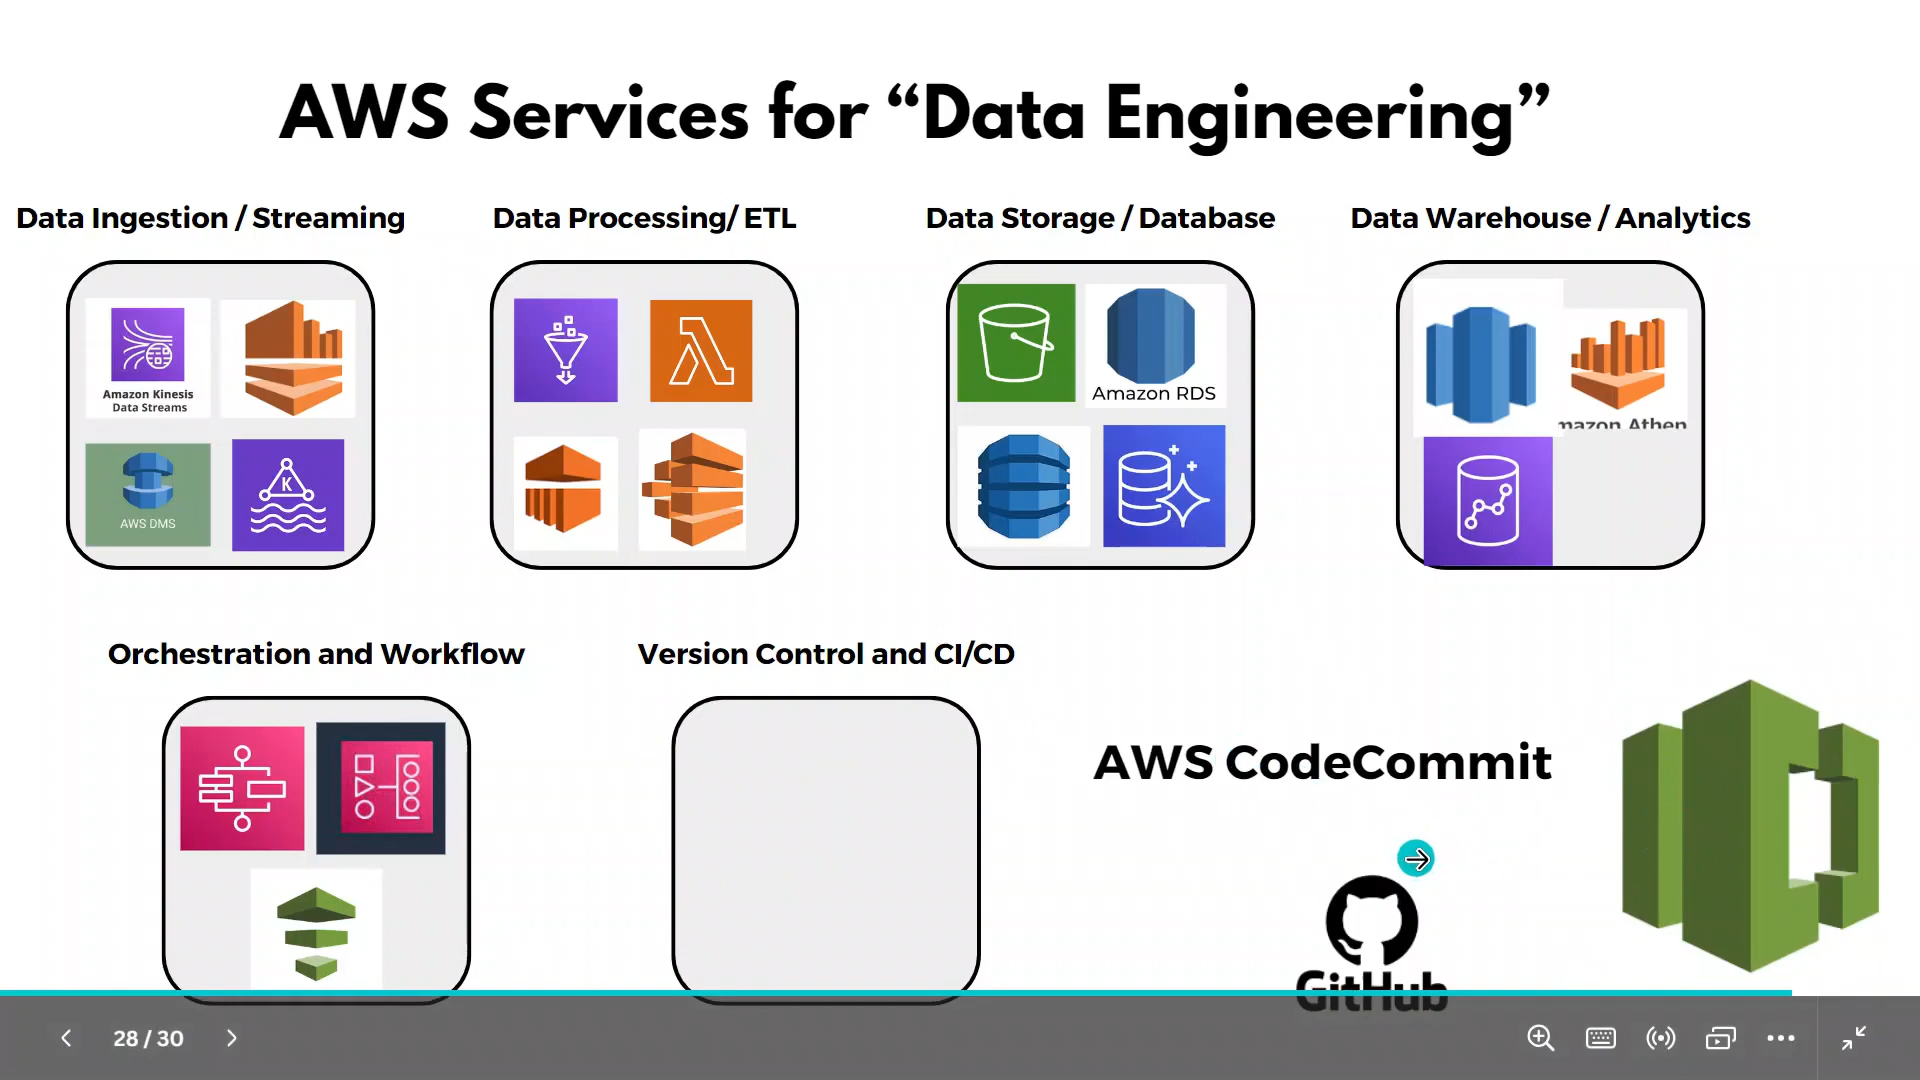 AWS Services for “Data Engineering”
Data Ingestion / Streaming
Data Processing/ ETL
Data Storage / Database
Data Warehouse / Analytics
Amazon Kinesis
Data Streams
AWS DMS
K
Amazon RDS
mazon Athen
Orchestration and Workflow
Version Control and CI/CD
AWS CodeCommit
GitHub
28 / 30